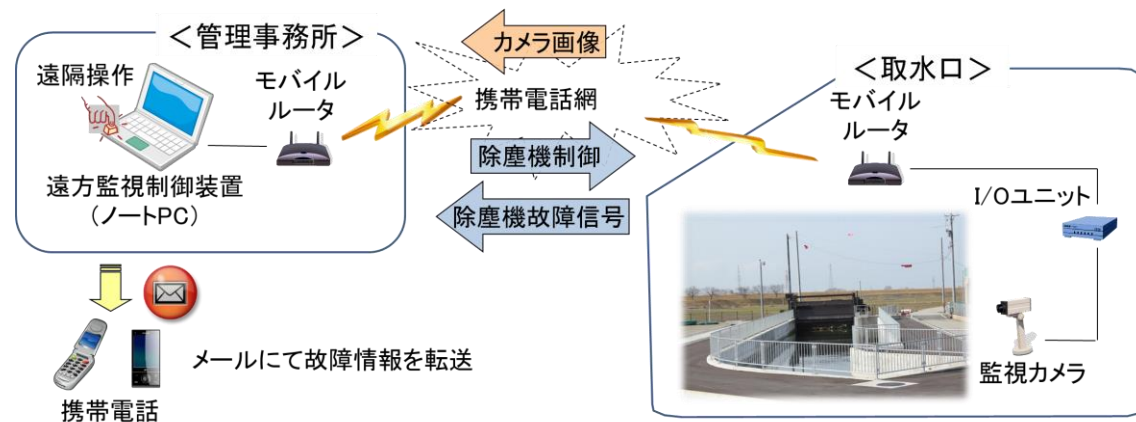 ＜管理事務所＞
遠隔操作
モバイル
ルータ
遠方監視制御装置
（ノートPC）
カメラ画像
携帯電話網
除塵機制御
除塵機故障信号
＜取水口＞
モバイル
ルータ
I/Oユニット
監視カメラ
メールにて故障情報を転送
携帯電話